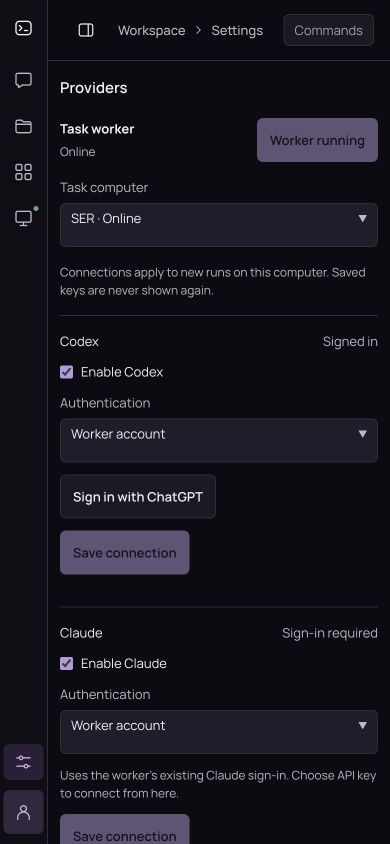 Workspace > Settings
Commands
Providers
Task worker
Online
Worker running
Task computer
SER · Online
Connections apply to new runs on this computer. Saved
keys are never shown again.
Codex
Signed in
Enable Codex
Authentication
Worker account
Sign in with ChatGPT
Save connection
Claude
Sign-in required
Enable Claude
Authentication
Worker account
Uses the worker's existing Claude sign-in. Choose API key
to connect from here.
Save connection